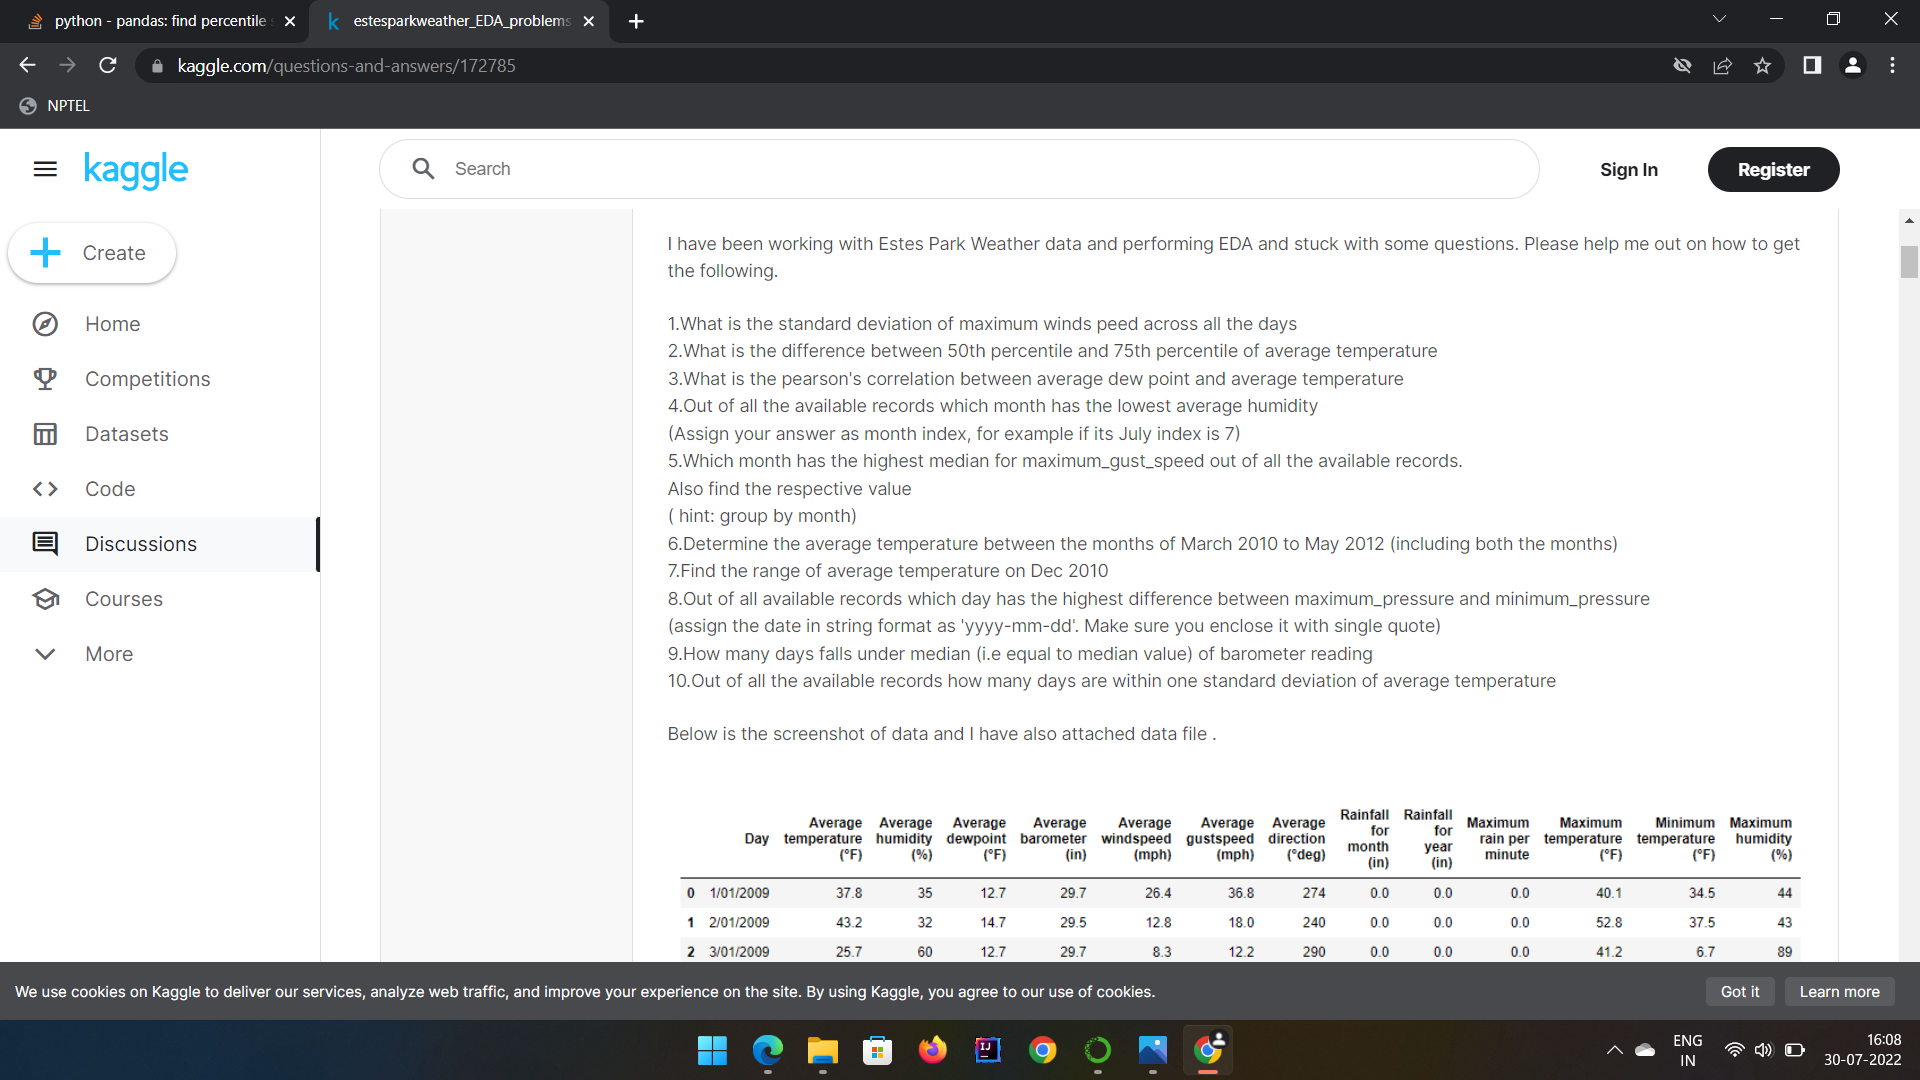 python - pandas: find percentile
estesparkweather_EDA_problems
kaggle.com/questions-and-answers/172785
NPTEL
kaggle
Search
Sign In
Register
Create
Home
Competitions
Datasets
Code
Discussions
Courses
More
I have been working with Estes Park Weather data and performing EDA and stuck with some questions. Please help me out on how to get
the following.
1.What is the standard deviation of maximum winds peed across all the days
2.What is the difference between 50th percentile and 75th percentile of average temperature
3.What is the pearson's correlation between average dew point and average temperature
4.Out of all the available records which month has the lowest average humidity
(Assign your answer as month index, for example if its July index is 7)
5.Which month has the highest median for maximum_gust_speed out of all the available records.
Also find the respective value
( hint: group by month)
6.Determine the average temperature between the months of March 2010 to May 2012 (including both the months)
7.Find the range of average temperature on Dec 2010
8.Out of all available records which day has the highest difference between maximum_pressure and minimum_pressure
(assign the date in string format as 'yyyy-mm-dd'. Make sure you enclose it with single quote)
9.How many days falls under median (i.e equal to median value) of barometer reading
10.Out of all the available records how many days are within one standard deviation of average temperature
Below is the screenshot of data and I have also attached data file .
Day Average temperature (°F) Average humidity (%) Average dewpoint (°F) Average barometer (in) Average windspeed (mph) Average gustspeed (mph) Average direction (°deg) Rainfall for month (in) Rainfall for year (in) Maximum rain per minute Maximum temperature (°F) Minimum temperature (°F) Maximum humidity (%)
0 1/01/2009 37.8 35 12.7 29.7 26.4 36.8 274 0.0 0.0 0.0 40.1 34.5 44
1 2/01/2009 43.2 32 14.7 29.5 12.8 18.0 240 0.0 0.0 0.0 52.8 37.5 43
2 3/01/2009 25.7 60 12.7 29.7 8.3 12.2 290 0.0 0.0 0.0 41.2 6.7 89
We use cookies on Kaggle to deliver our services, analyze web traffic, and improve your experience on the site. By using Kaggle, you agree to our use of cookies.
Got it
Learn more
IJ
ENG
IN
16:08
30-07-2022